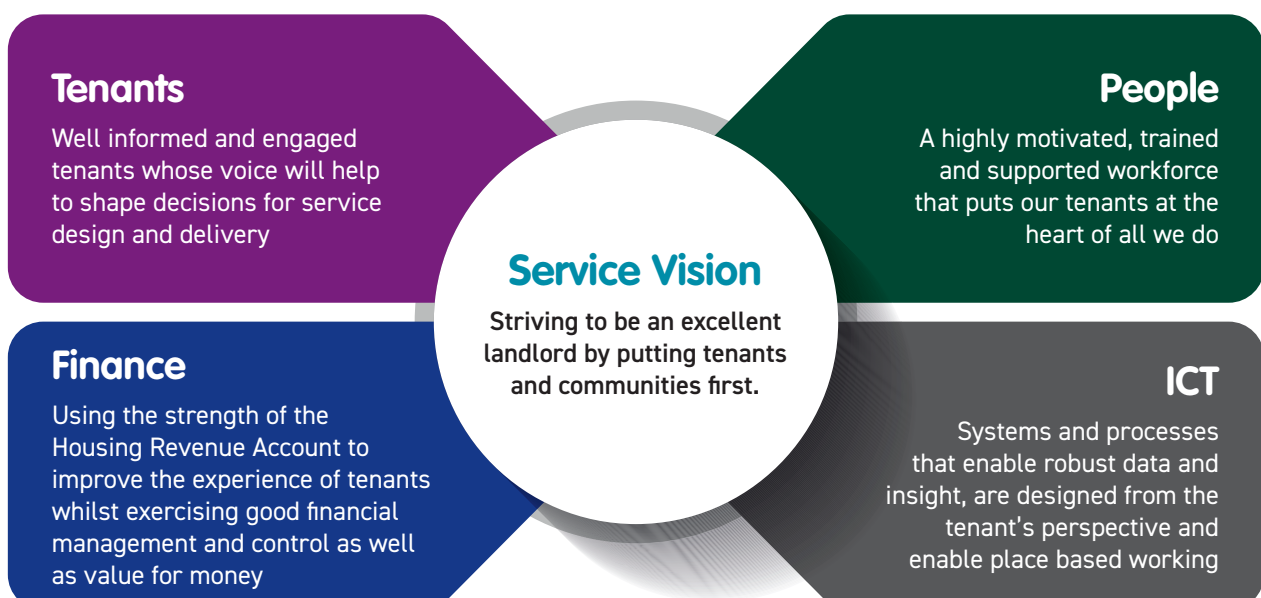 Tenants
Well informed and engaged
tenants whose voice will help
to shape decisions for service
design and delivery
People
A highly motivated, trained
and supported workforce
that puts our tenants at the
heart of all we do
Service Vision
Striving to be an excellent
landlord by putting tenants
and communities first.
Finance
Using the strength of the
Housing Revenue Account to
improve the experience of tenants
whilst exercising good financial
management and control as well
as value for money
ICT
Systems and processes
that enable robust data and
insight, are designed from the
tenant's perspective and
enable place based working